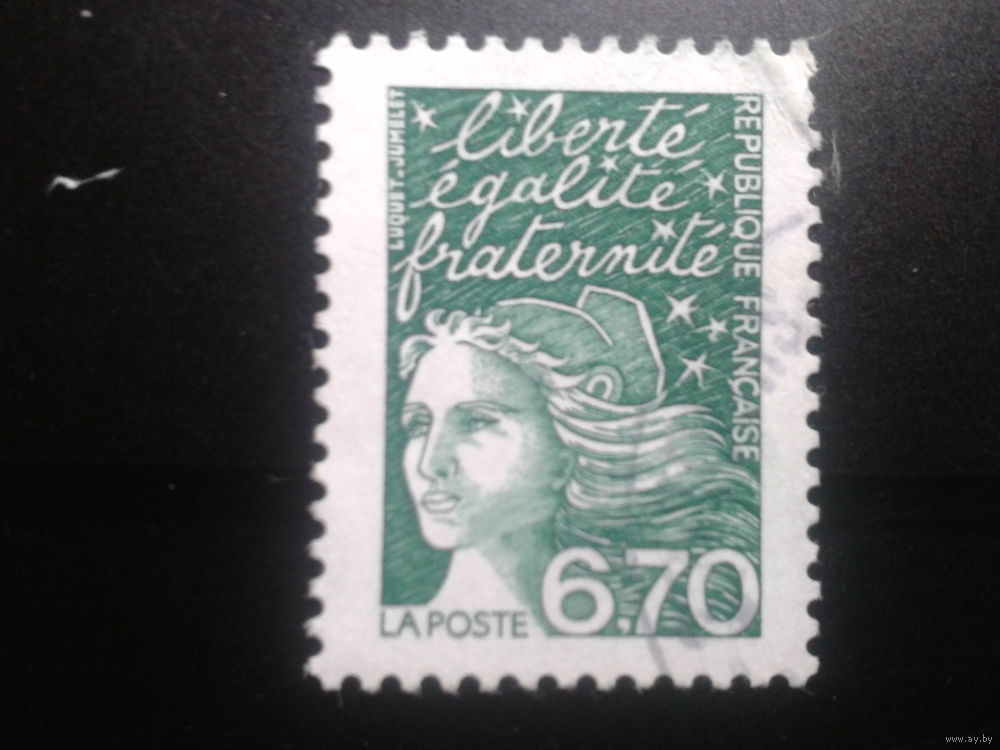 liberté
égalité
fraternité
LUQUET-JUMELET
REPUBLIQUE FRANÇAISE
LA POSTE
6,70
www.ay.by